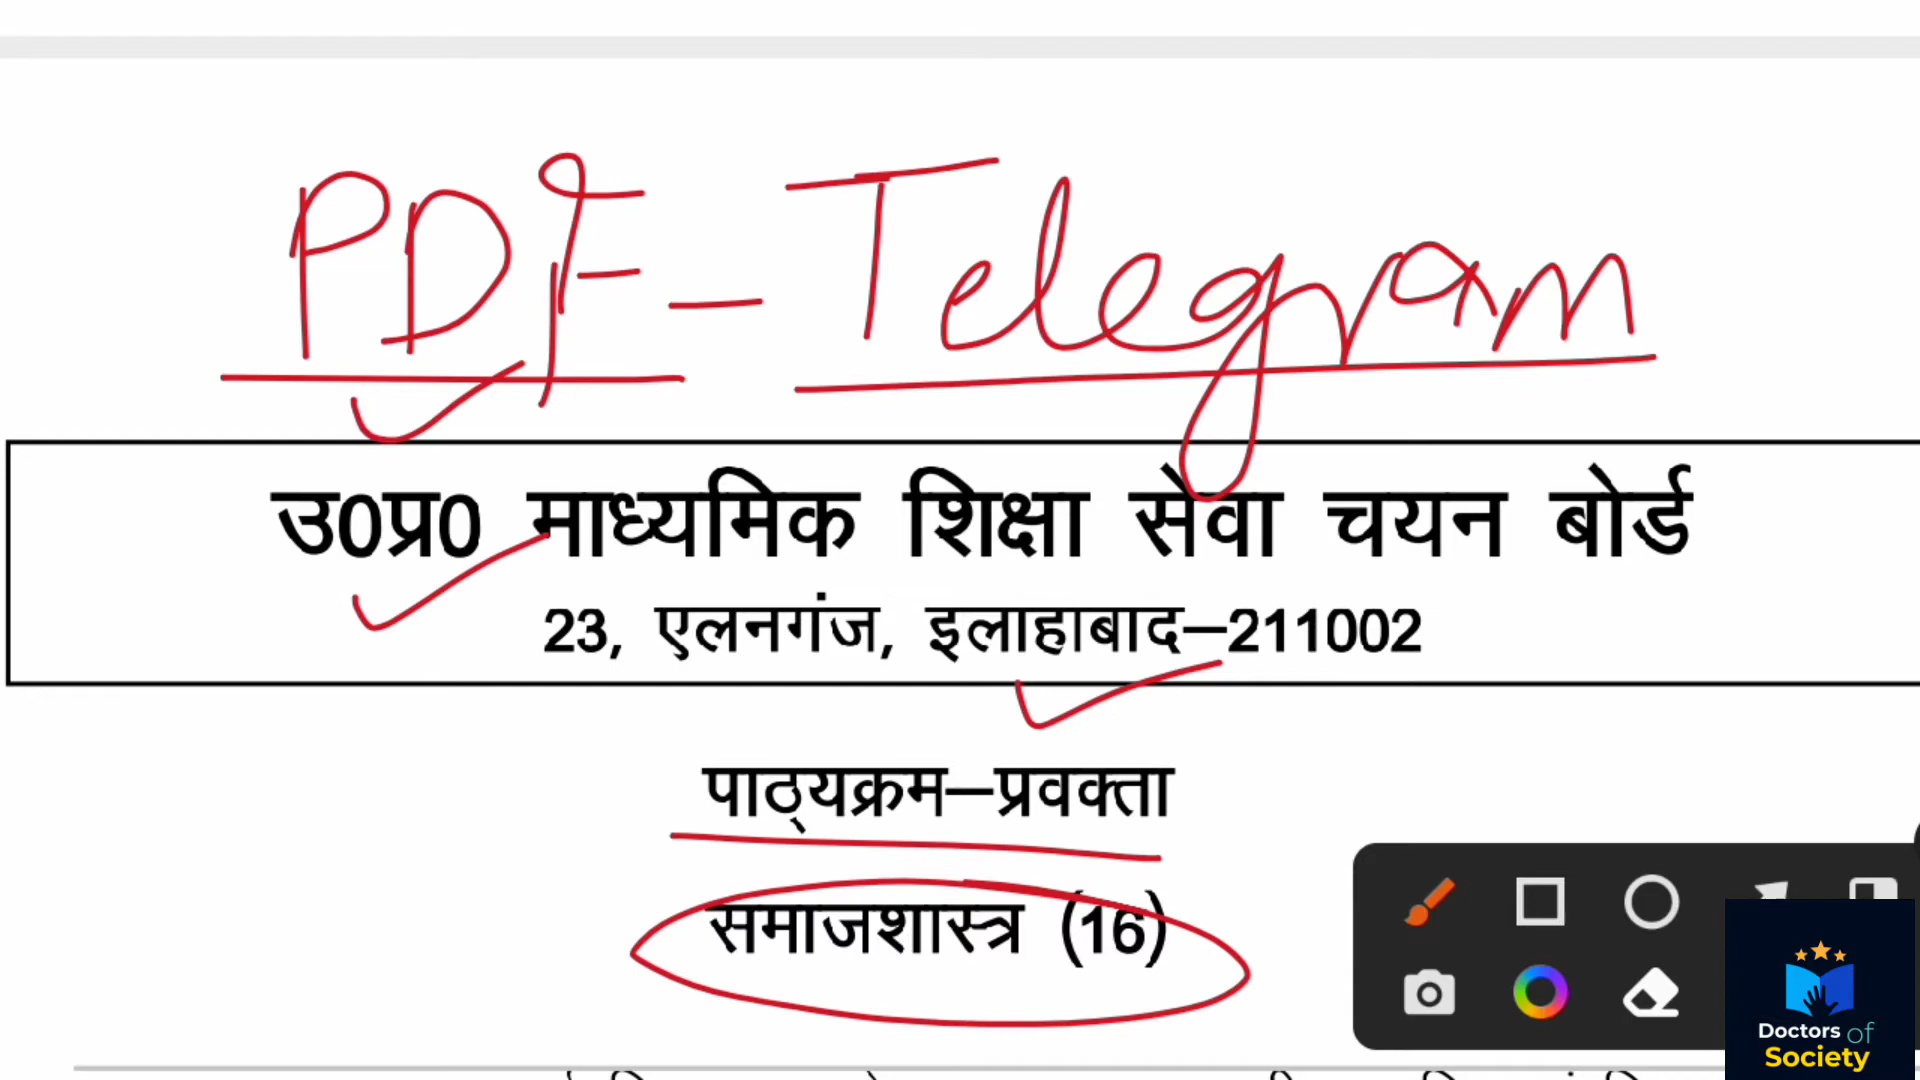 PDF - Telegram
उ0प्र0 माध्यमिक शिक्षा सेवा चयन बोर्ड
23, एलनगंज, इलाहाबाद–211002
पाठ्यक्रम–प्रवक्ता
समाजशास्त्र (16)
Doctors of
Society